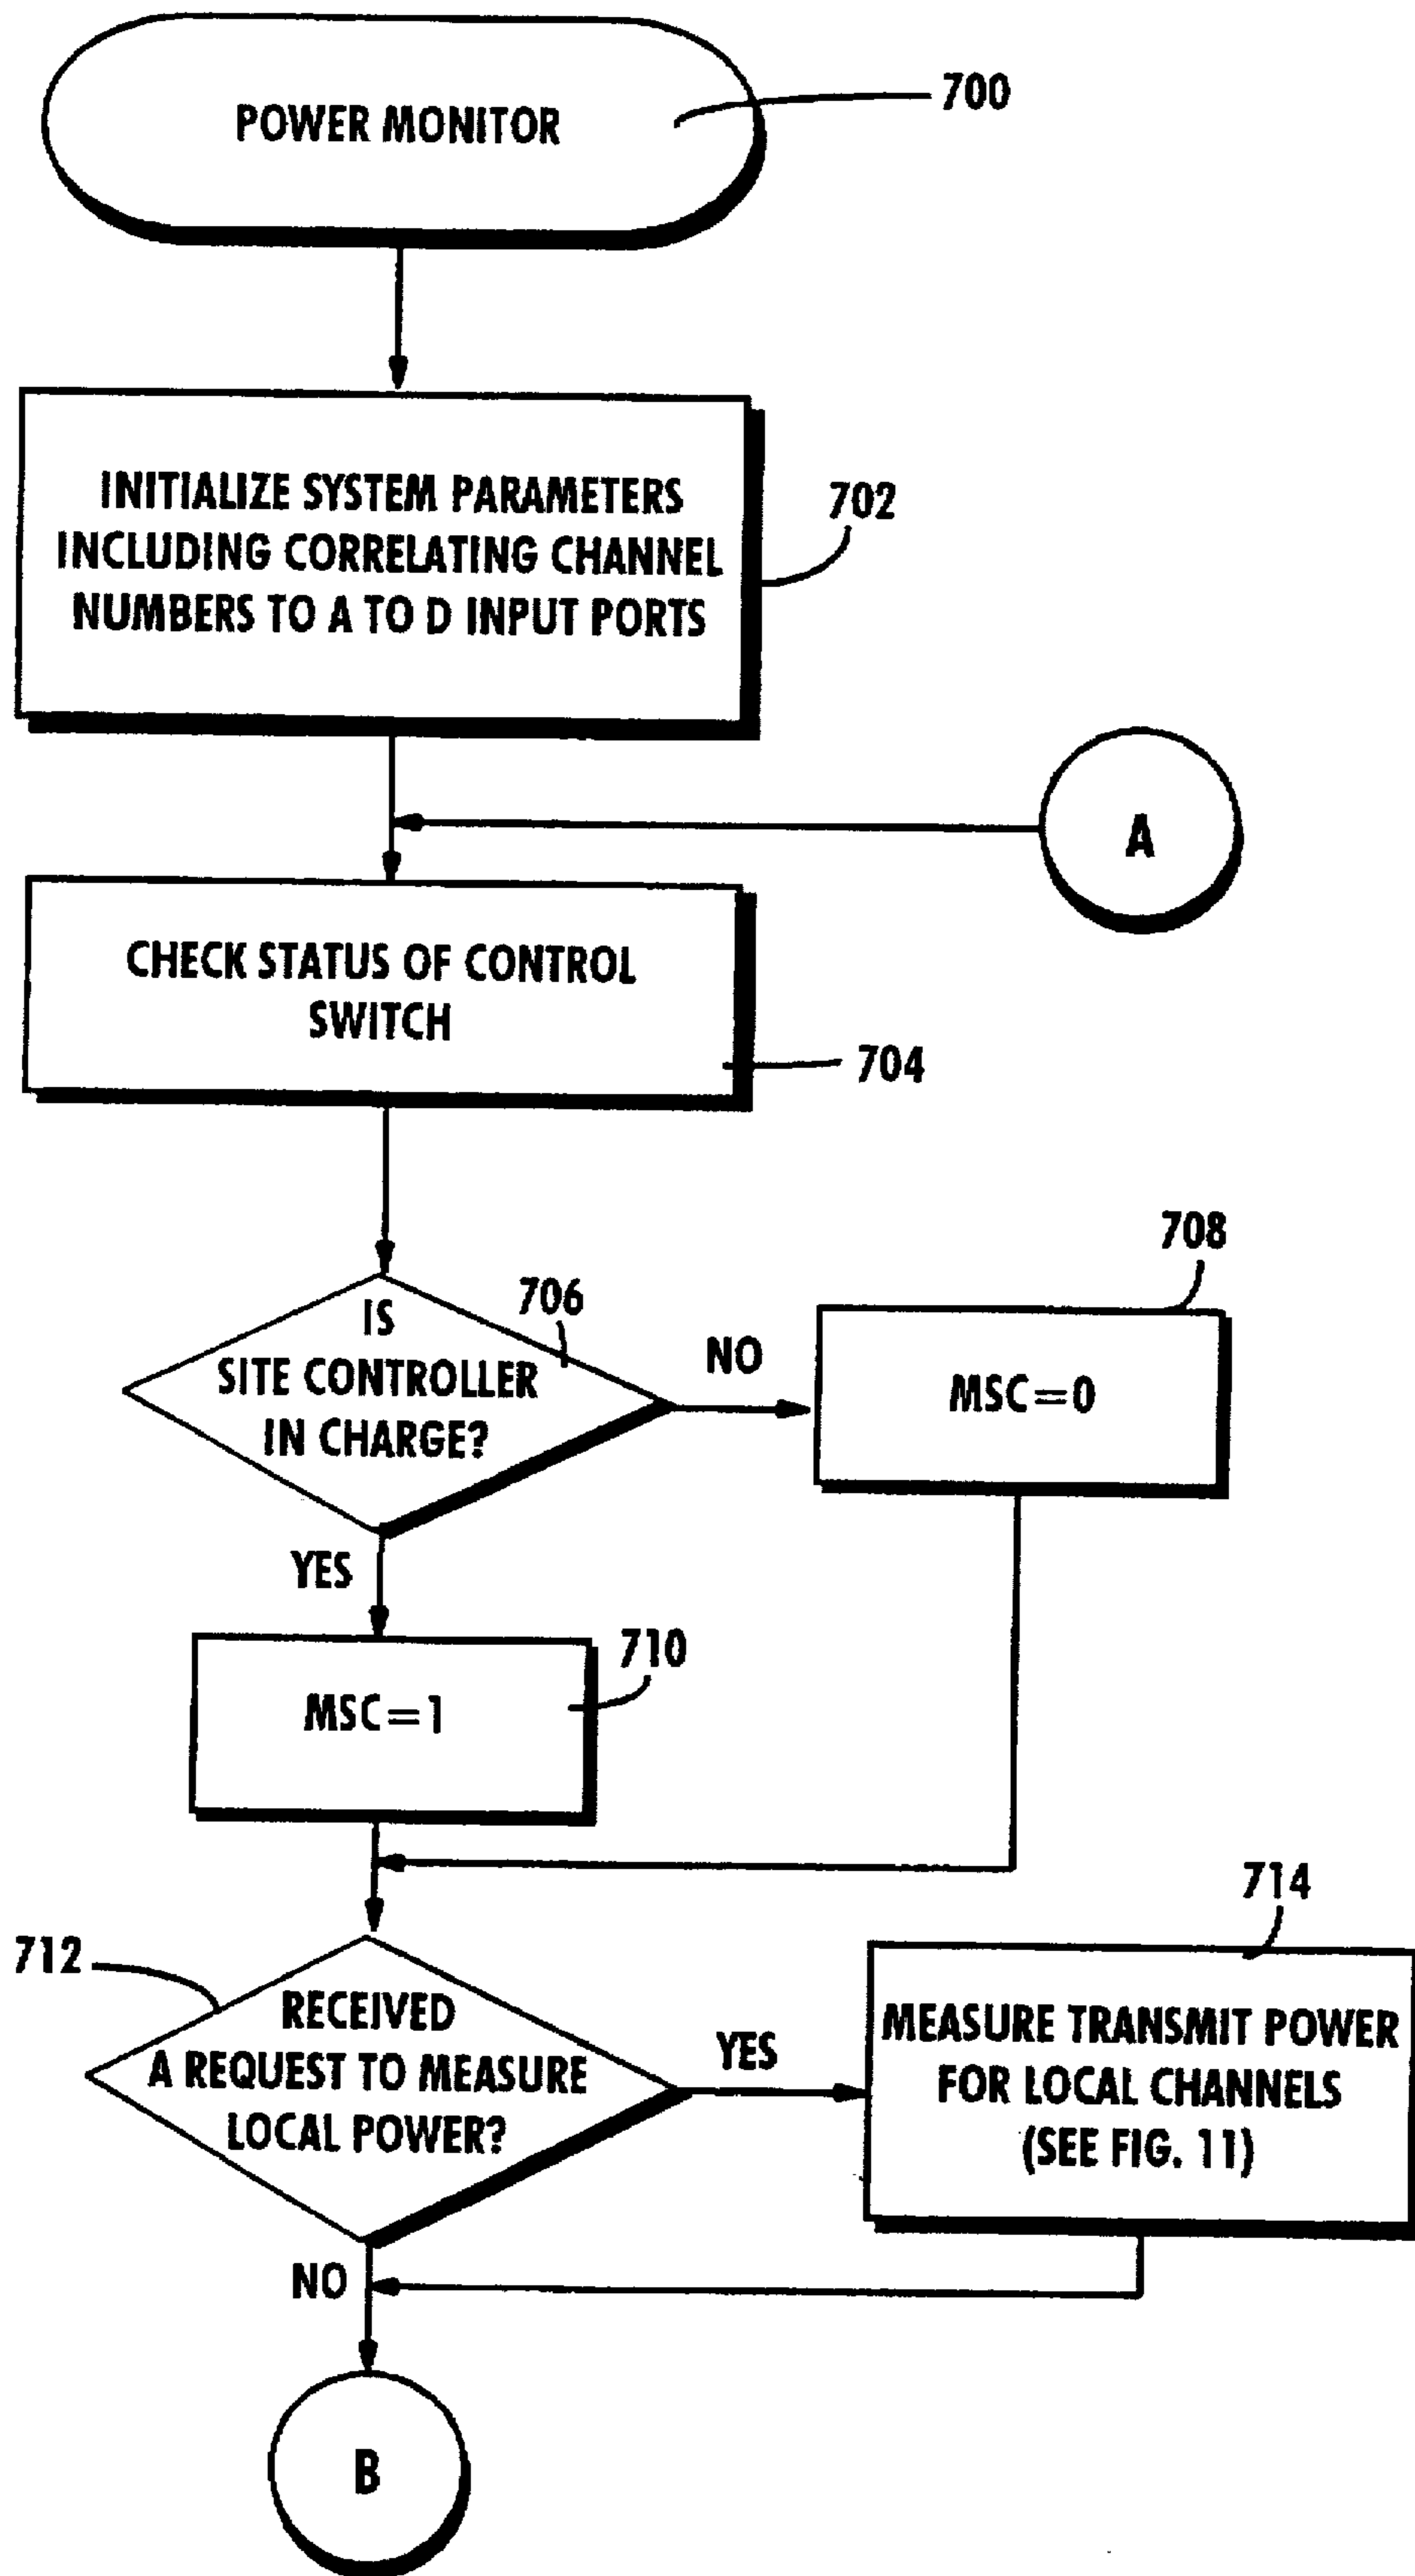 POWER MONITOR
700
INITIALIZE SYSTEM PARAMETERS
INCLUDING CORRELATING CHANNEL
NUMBERS TO A TO D INPUT PORTS
702
A
CHECK STATUS OF CONTROL
SWITCH
704
IS
SITE CONTROLLER
IN CHARGE?
706
NO
708
MSC=0
YES
710
MSC=1
712
RECEIVED
A REQUEST TO MEASURE
LOCAL POWER?
YES
714
MEASURE TRANSMIT POWER
FOR LOCAL CHANNELS
(SEE FIG. 11)
NO
B